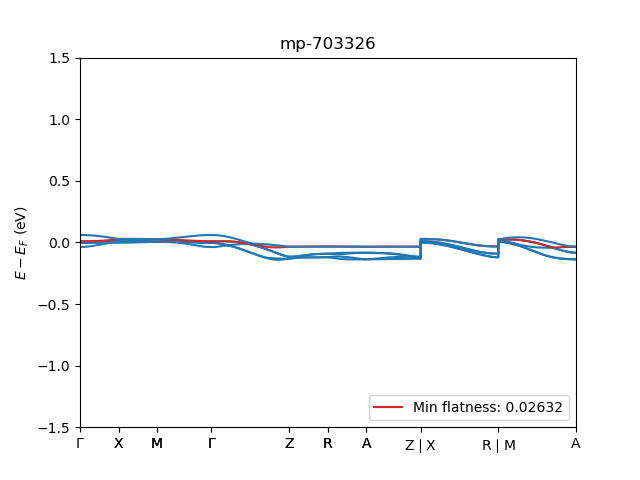 mp-703326
1.5
1.0
0.5
0.0
−0.5
−1.0
−1.5
E − E_F (eV)
Min flatness: 0.02632
Γ X M Γ Z R A Z | X R | M A